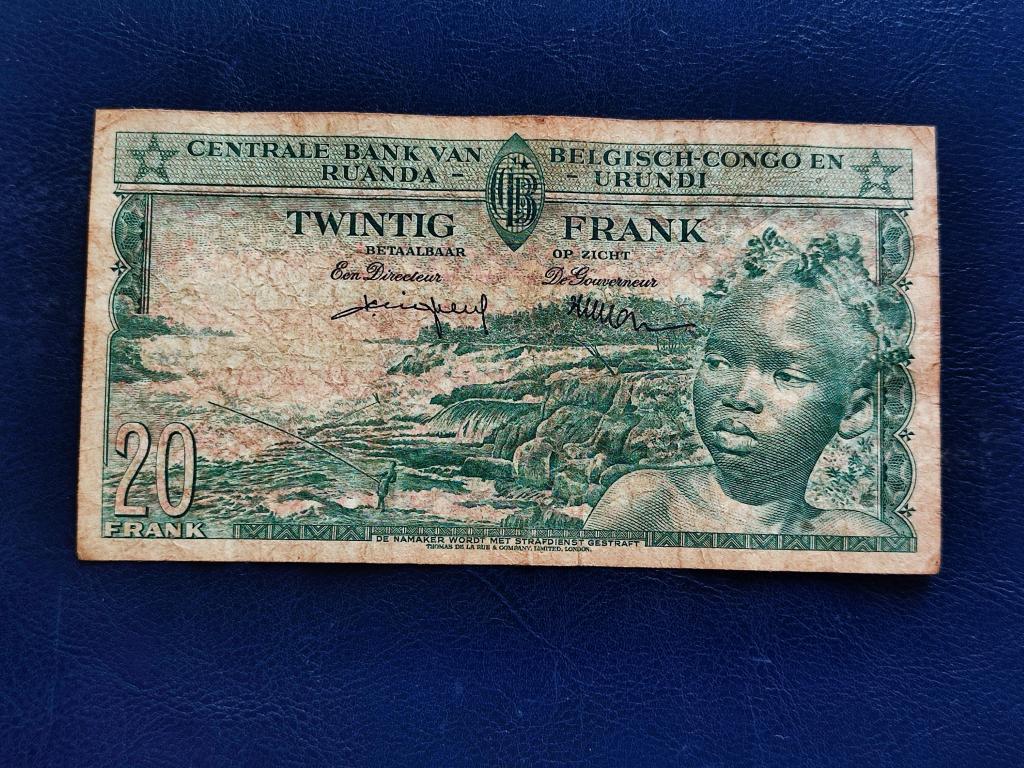 CENTRALE BANK VAN BELGISCH-CONGO EN
RUANDA - - URUNDI
TWINTIG FRANK
BETAALBAAR OP ZICHT
Een Directeur De Gouverneur
20
FRANK
DE NAMAKER WORDT MET STRAFDIENST GESTRAFT
THOMAS DE LA RUE & COMPANY, LIMITED, LONDON.